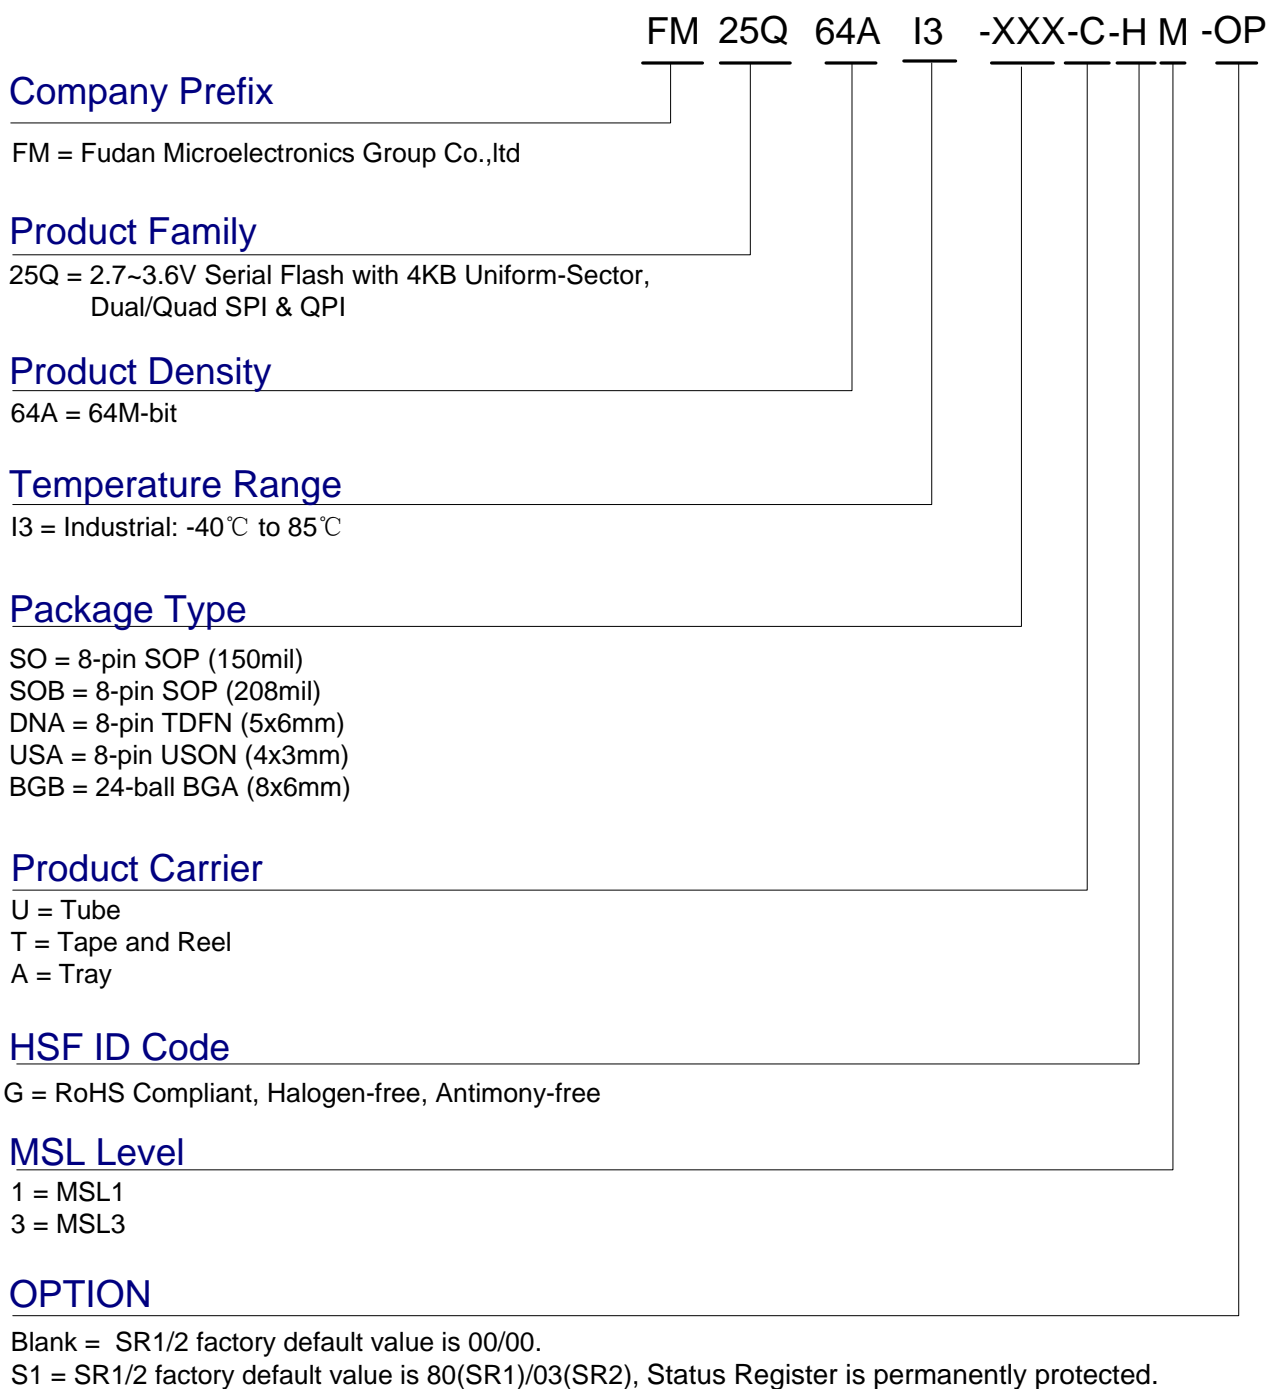 FM 25Q 64A I3 -XXX-C-H M -OP
Company Prefix
FM = Fudan Microelectronics Group Co.,ltd
Product Family
25Q = 2.7~3.6V Serial Flash with 4KB Uniform-Sector,
Dual/Quad SPI & QPI
Product Density
64A = 64M-bit
Temperature Range
I3 = Industrial: -40℃ to 85℃
Package Type
SO = 8-pin SOP (150mil)
SOB = 8-pin SOP (208mil)
DNA = 8-pin TDFN (5x6mm)
USA = 8-pin USON (4x3mm)
BGB = 24-ball BGA (8x6mm)
Product Carrier
U = Tube
T = Tape and Reel
A = Tray
HSF ID Code
G = RoHS Compliant, Halogen-free, Antimony-free
MSL Level
1 = MSL1
3 = MSL3
OPTION
Blank = SR1/2 factory default value is 00/00.
S1 = SR1/2 factory default value is 80(SR1)/03(SR2), Status Register is permanently protected.